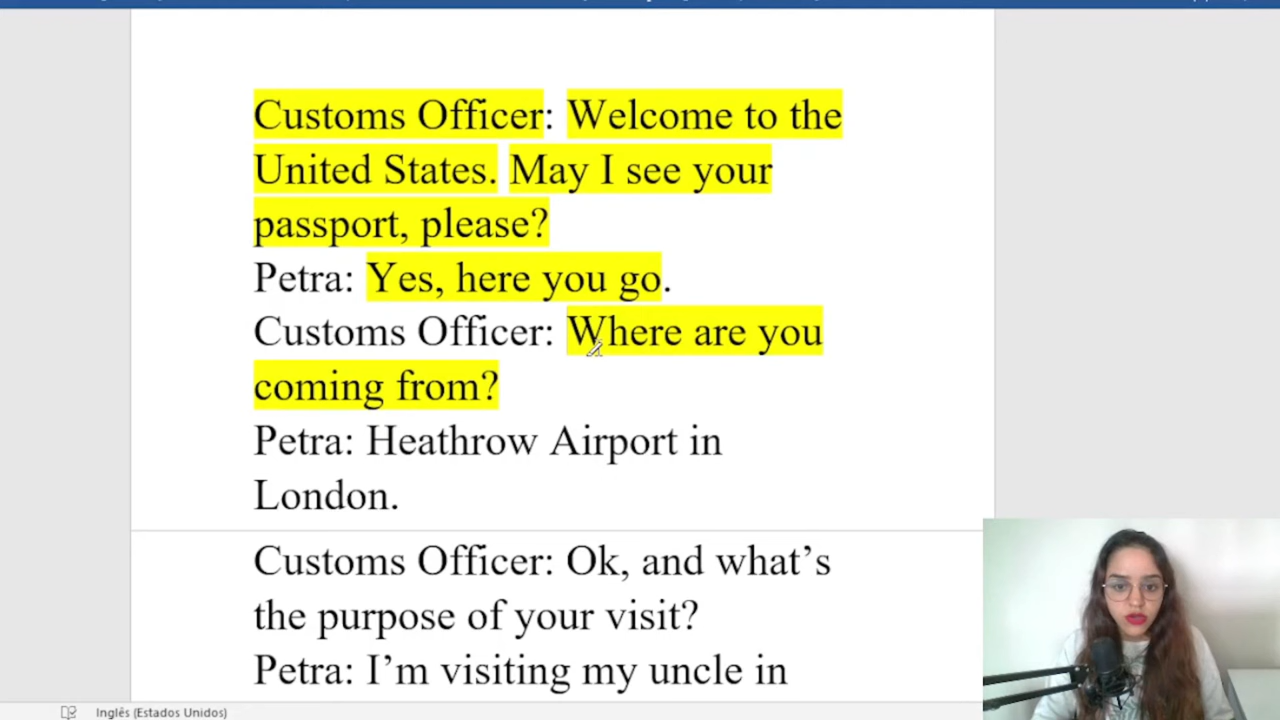 Customs Officer: Welcome to the
United States. May I see your
passport, please?
Petra: Yes, here you go.
Customs Officer: Where are you
coming from?
Petra: Heathrow Airport in
London.
Customs Officer: Ok, and what’s
the purpose of your visit?
Petra: I’m visiting my uncle in
Inglês (Estados Unidos)